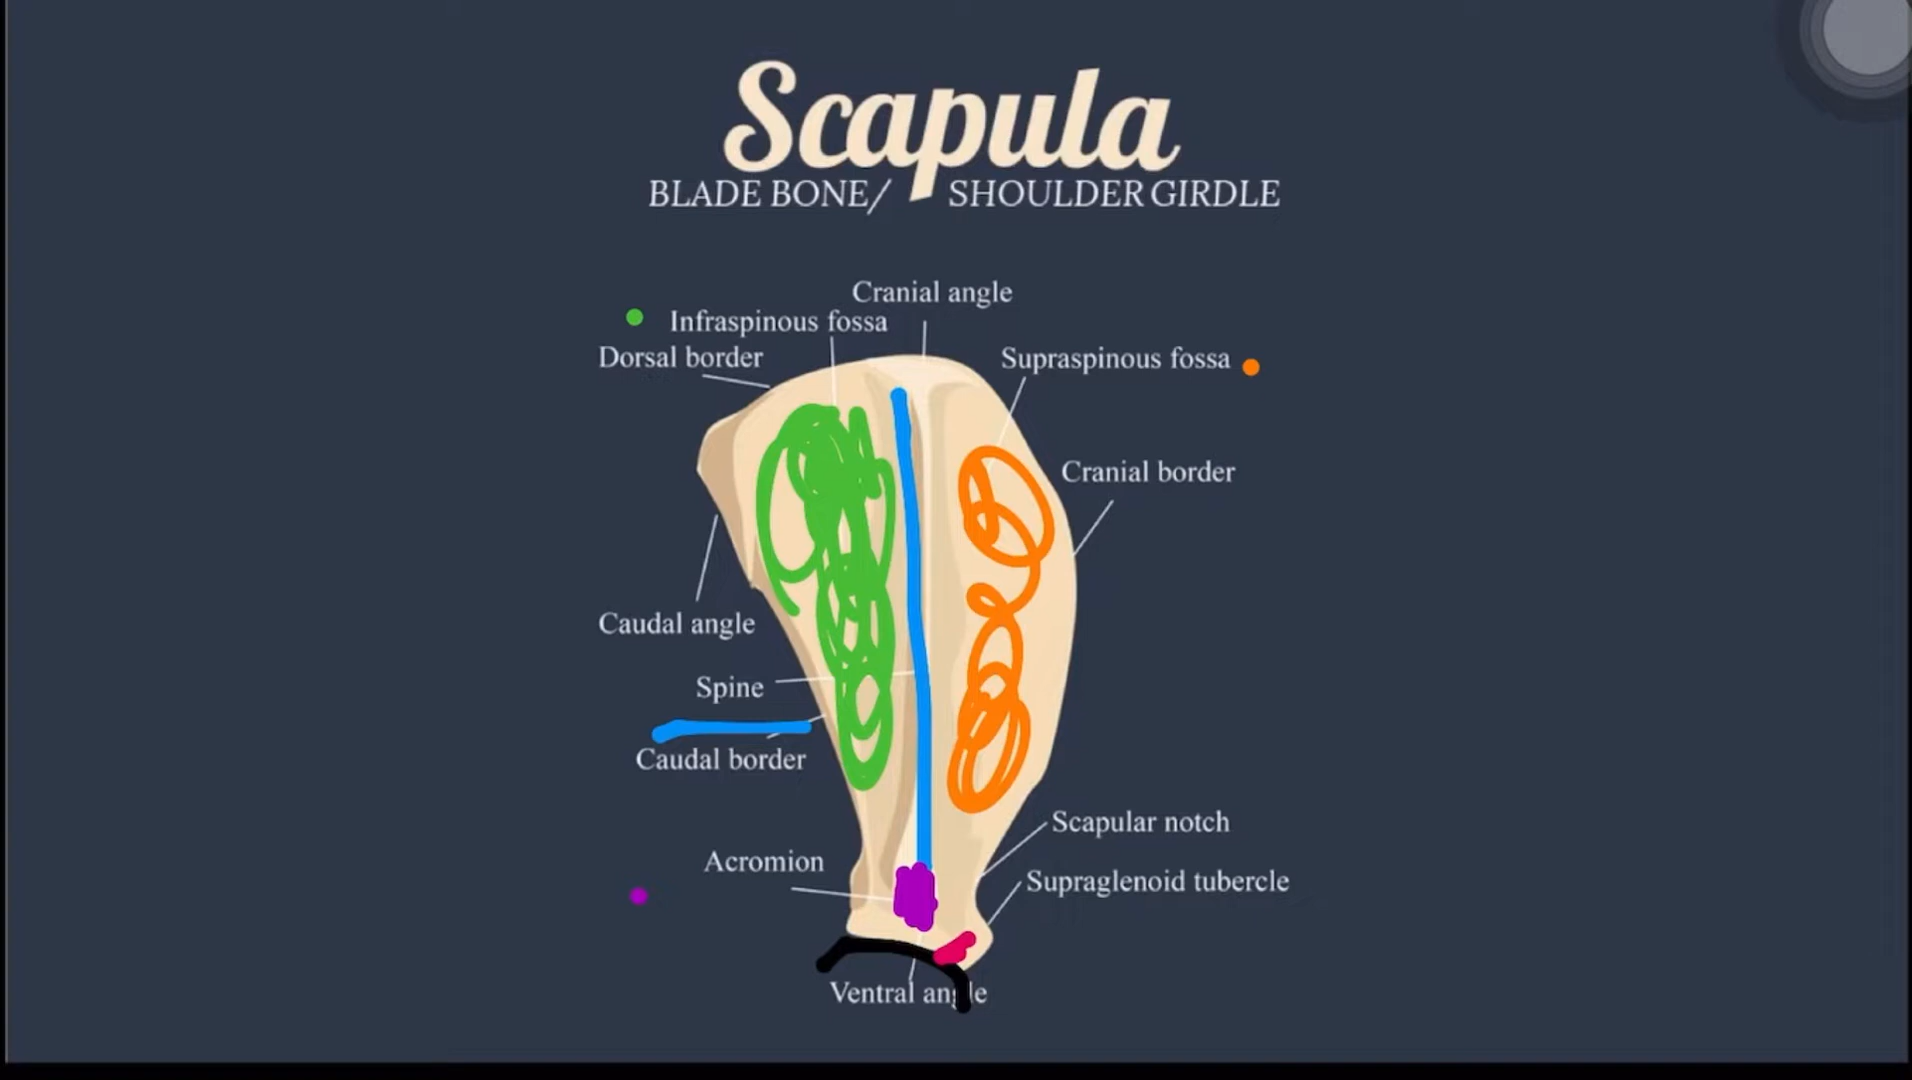 Scapula
BLADE BONE/ SHOULDER GIRDLE
Cranial angle
Infraspinous fossa
Dorsal border
Supraspinous fossa
Cranial border
Caudal angle
Spine
Caudal border
Scapular notch
Acromion
Supraglenoid tubercle
Ventral angle